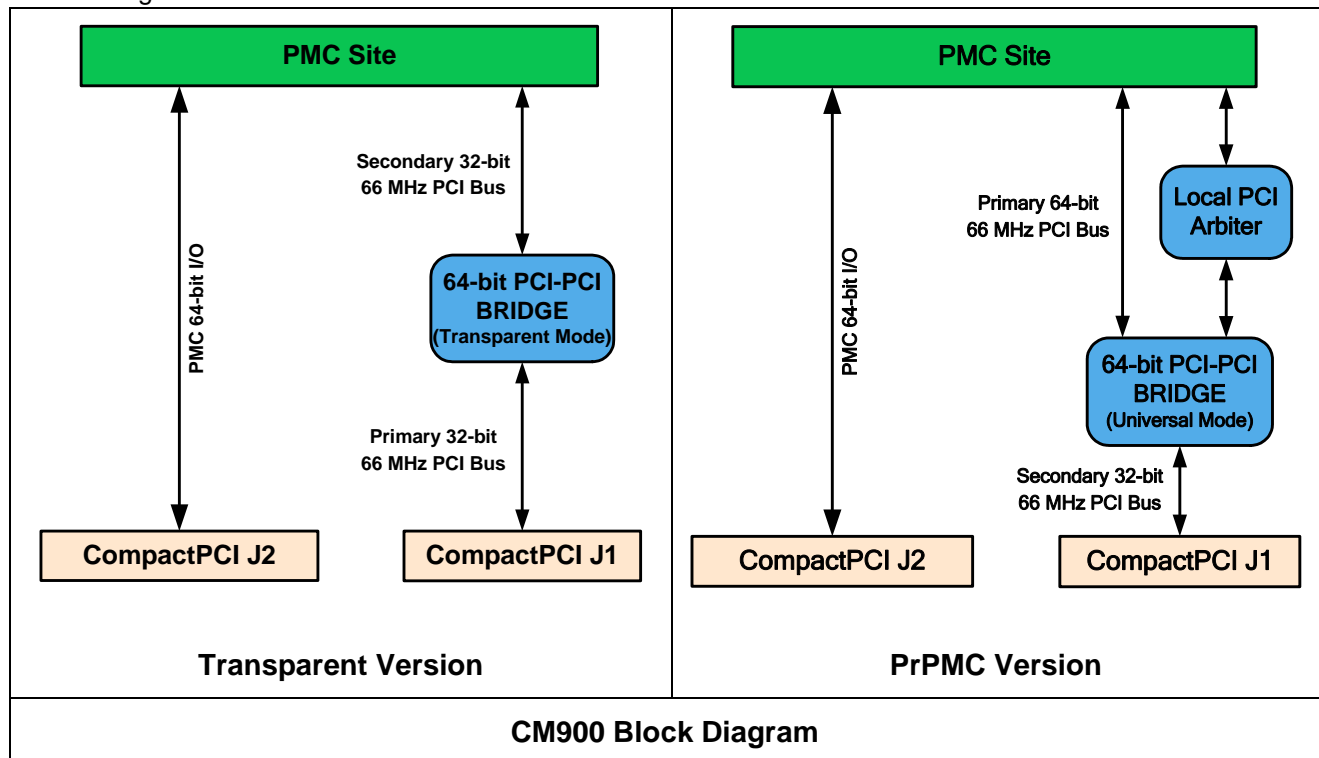 PMC Site
Secondary 32-bit
66 MHz PCI Bus
PMC 64-bit I/O
64-bit PCI-PCI
BRIDGE
(Transparent Mode)
Primary 32-bit
66 MHz PCI Bus
CompactPCI J2
CompactPCI J1
Transparent Version
PMC Site
Primary 64-bit
66 MHz PCI Bus
Local PCI
Arbiter
PMC 64-bit I/O
64-bit PCI-PCI
BRIDGE
(Universal Mode)
Secondary 32-bit
66 MHz PCI Bus
CompactPCI J2
CompactPCI J1
PrPMC Version
CM900 Block Diagram